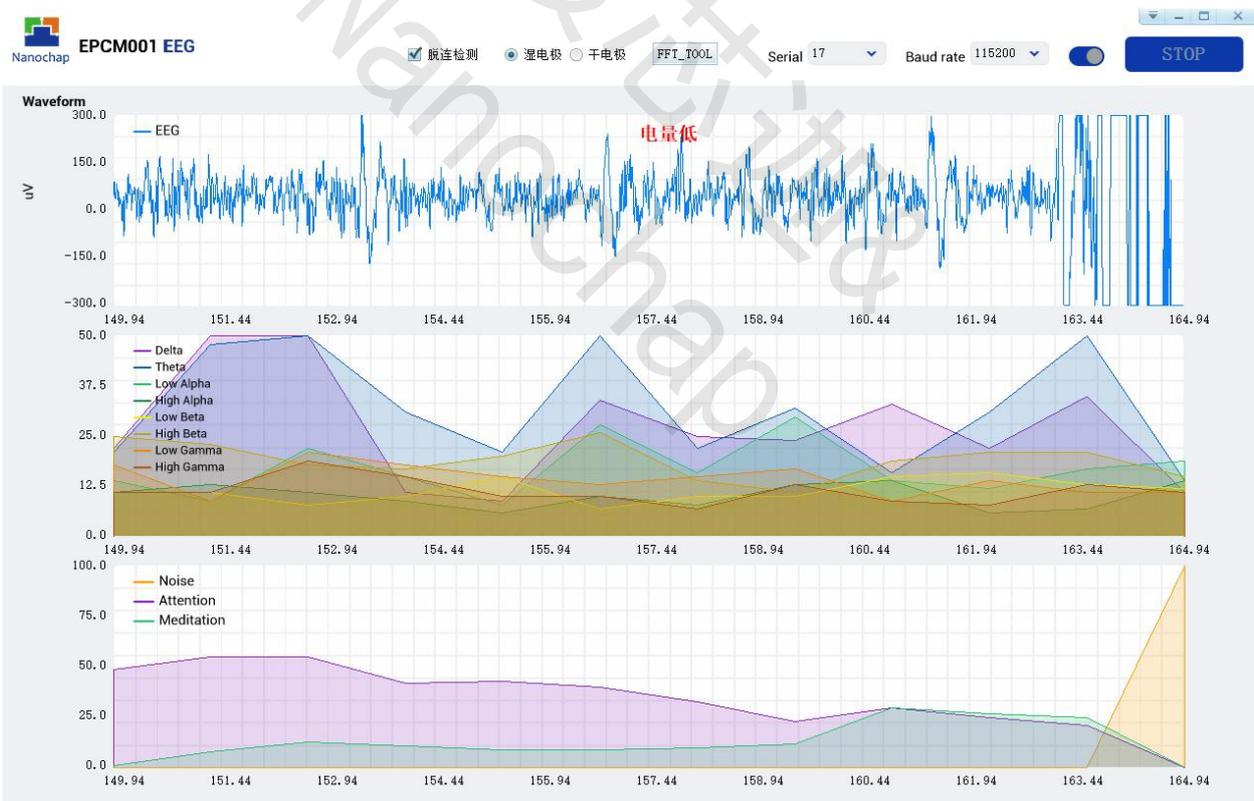 Nanochap
EPCM001 EEG
脱连检测
湿电极
干电极
FFT_TOOL
Serial 17
Baud rate 115200
STOP
Waveform
300.0
150.0
0.0
-150.0
-300.0
uV
EEG
电量低
149.94 151.44 152.94 154.44 155.94 157.44 158.94 160.44 161.94 163.44 164.94
50.0
37.5
25.0
12.5
0.0
Delta
Theta
Low Alpha
High Alpha
Low Beta
High Beta
Low Gamma
High Gamma
149.94 151.44 152.94 154.44 155.94 157.44 158.94 160.44 161.94 163.44 164.94
100.0
75.0
50.0
25.0
0.0
Noise
Attention
Meditation
149.94 151.44 152.94 154.44 155.94 157.44 158.94 160.44 161.94 163.44 164.94
Nanochap